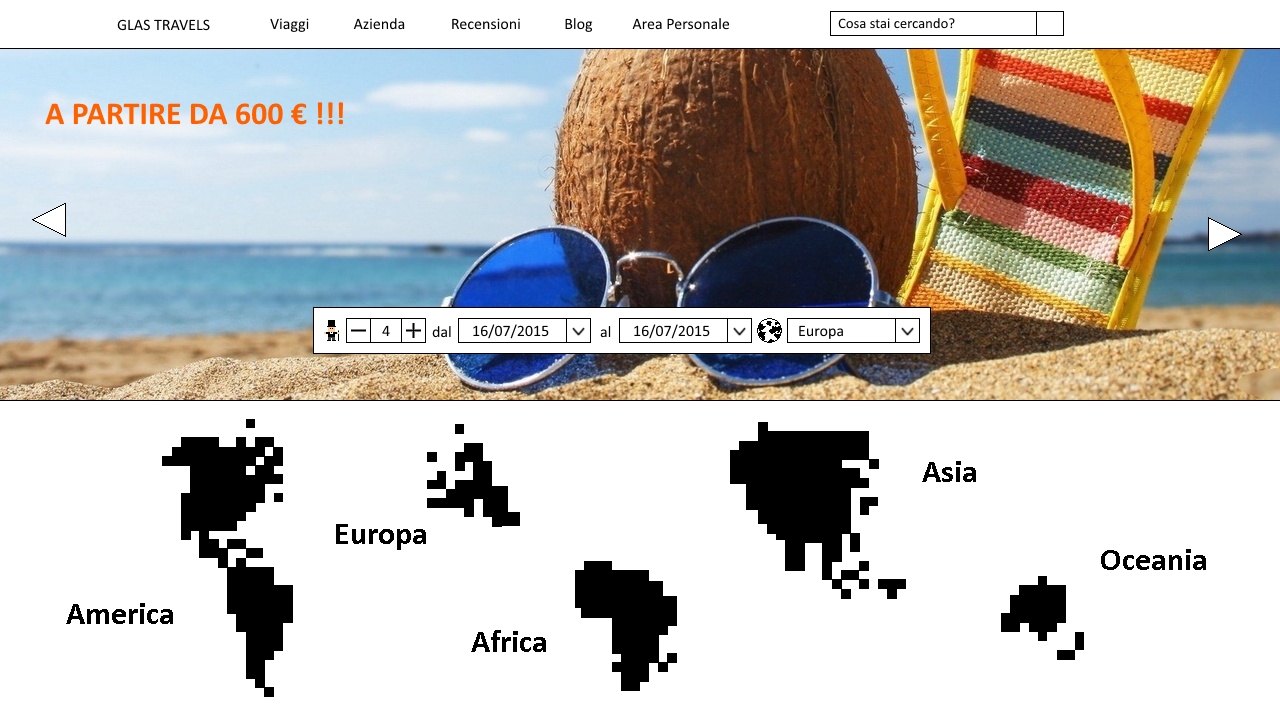 GLAS TRAVELS Viaggi Azienda Recensioni Blog Area Personale Cosa stai cercando?
A PARTIRE DA 600 € !!!
4 dal 16/07/2015 al 16/07/2015 Europa
Asia
Europa
Oceania
America
Africa